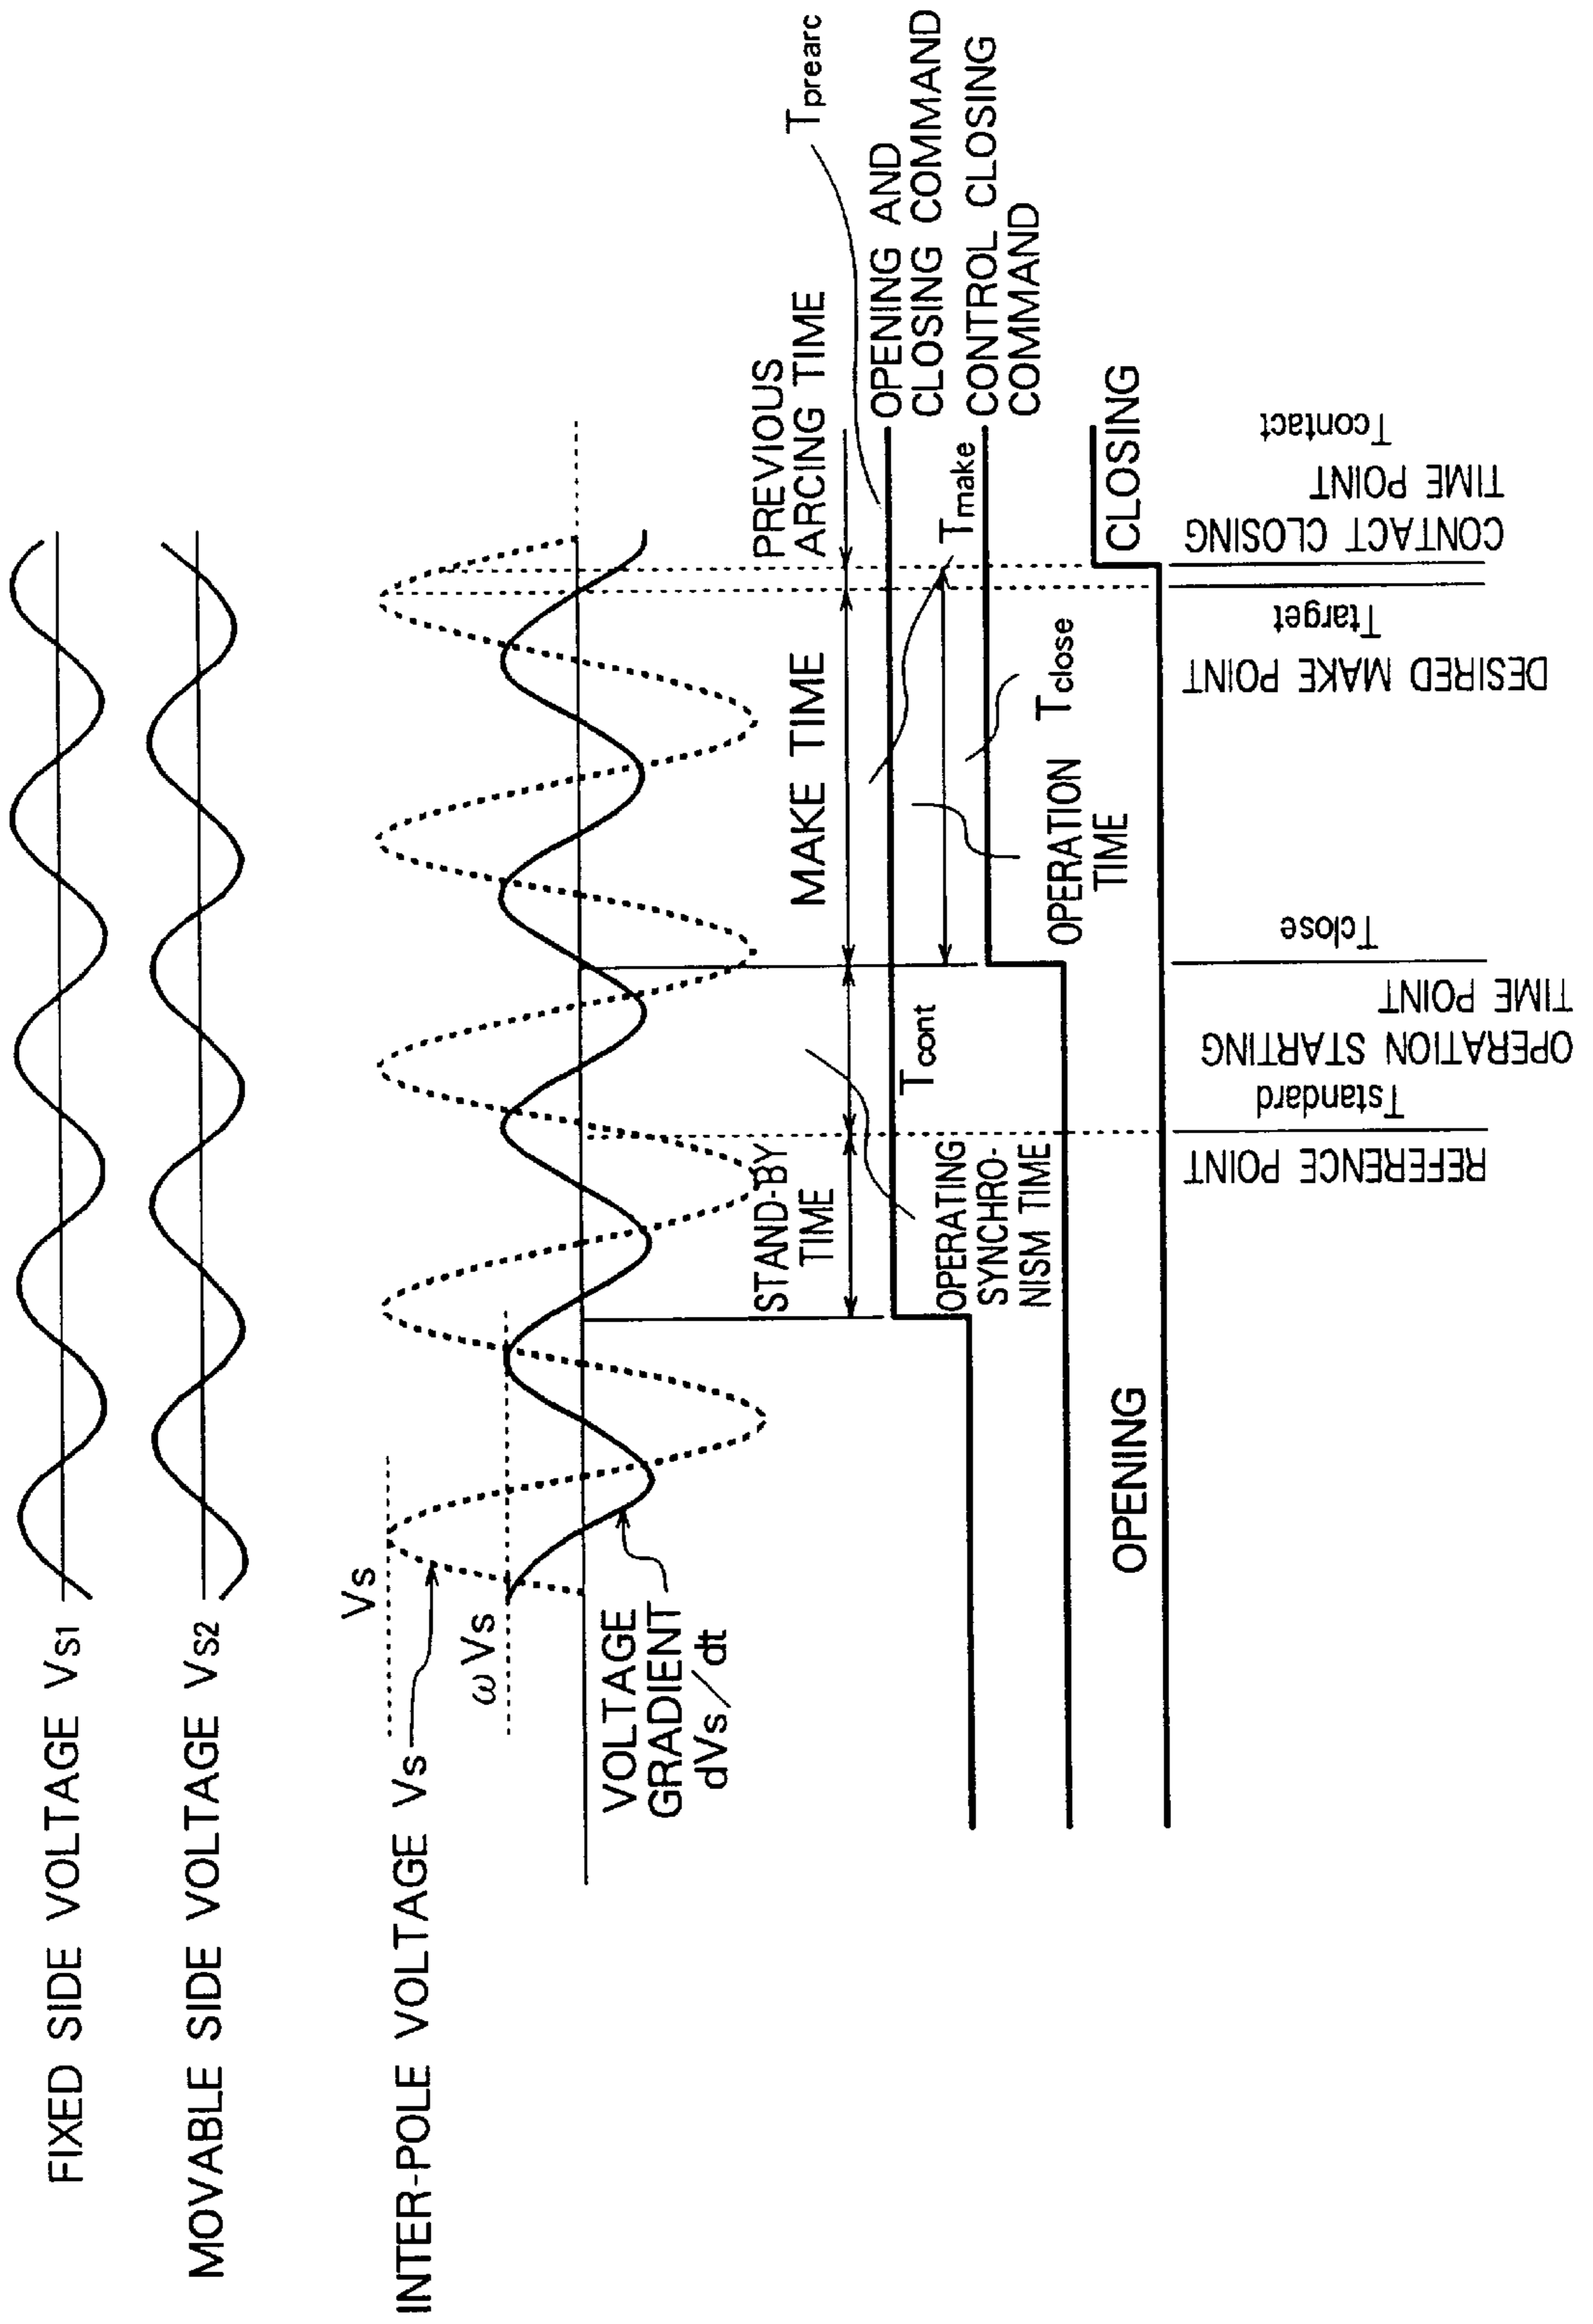 FIXED SIDE VOLTAGE VS1
MOVABLE SIDE VOLTAGE VS2
INTER-POLE VOLTAGE Vs
Vs
ωVs
VOLTAGE
GRADIENT
dVs/dt
STAND-BY
TIME
MAKE TIME
PREVIOUS
ARCING TIME
Tprearc
OPENING AND
CLOSING COMMAND
Tcont
Tmake
CONTROL CLOSING
COMMAND
OPERATING
SYNCHRO-
NISM TIME
OPERATION
TIME
Tclose
OPENING
CLOSING
REFERENCE POINT
Tstandard
OPERATION STARTING
TIME POINT
Tclose
DESIRED MAKE POINT
Ttarget
CONTACT CLOSING
TIME POINT
Tcontact